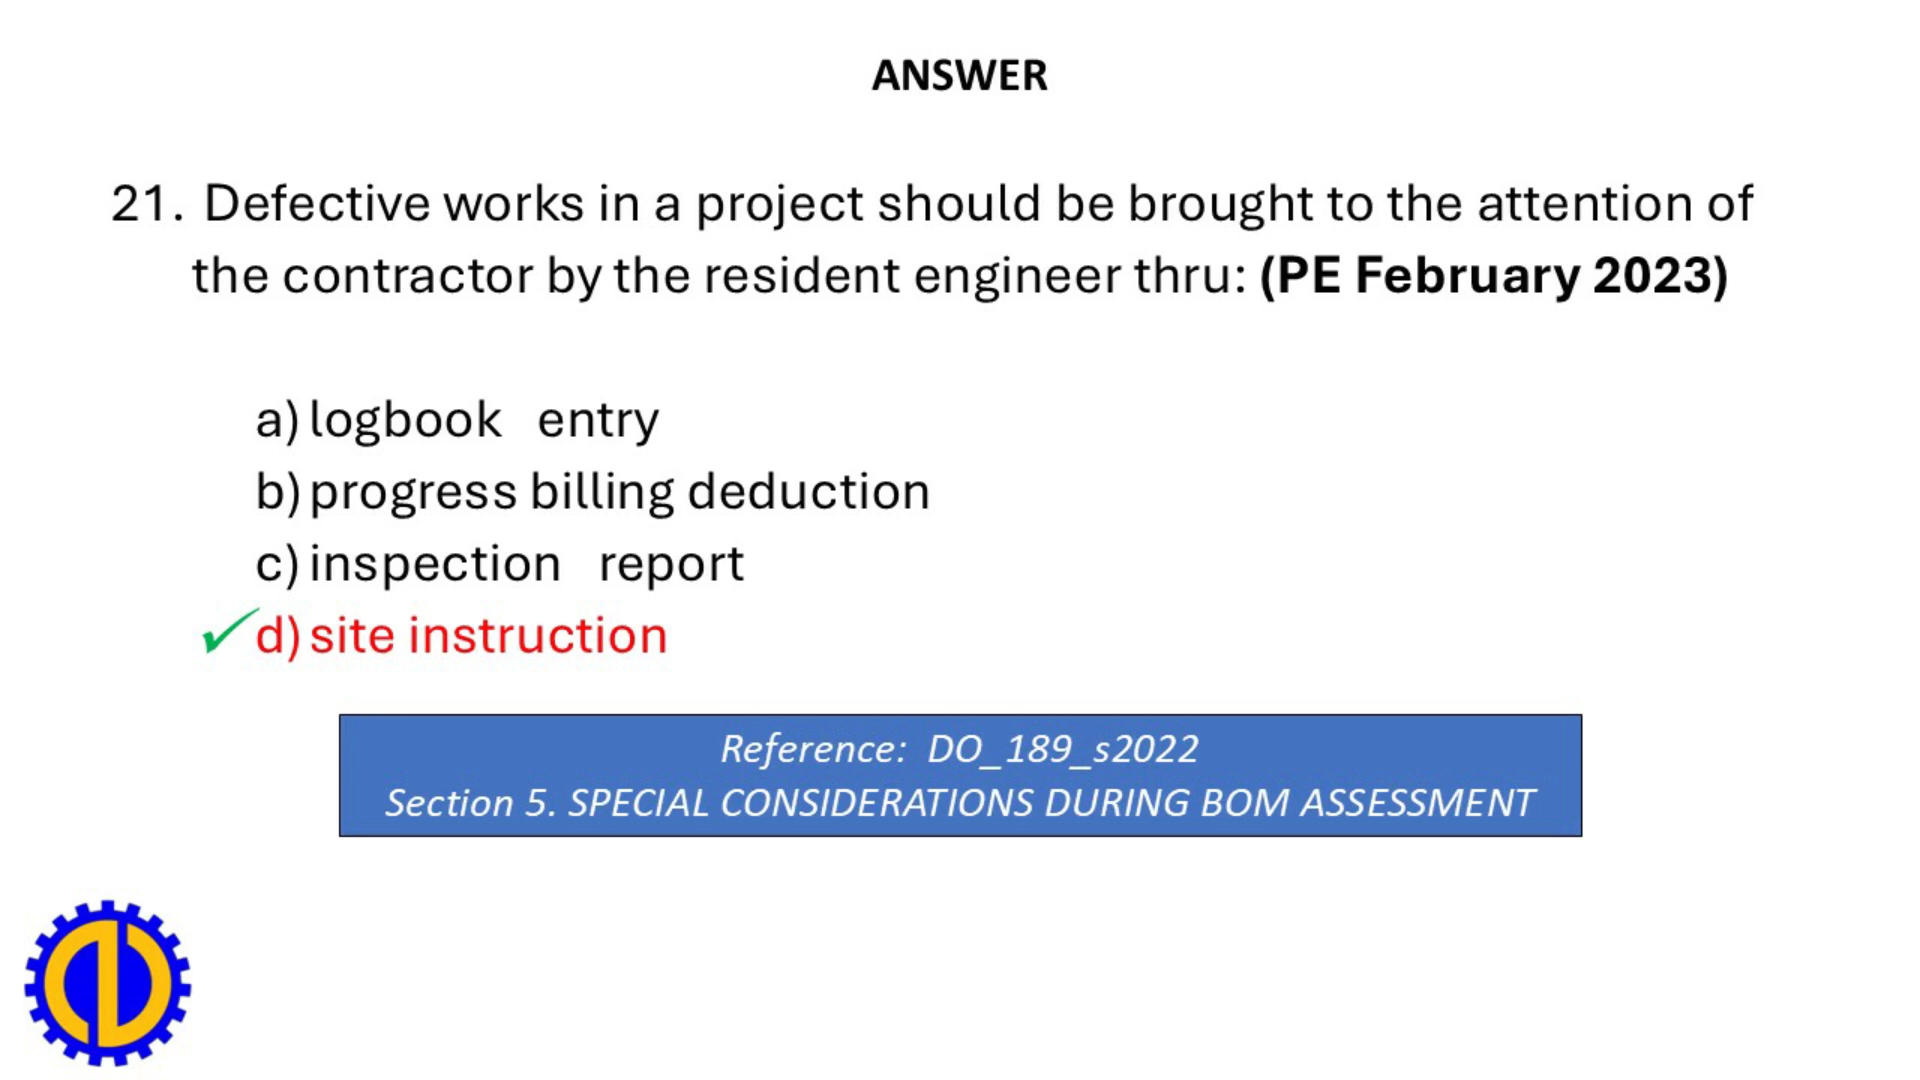 ANSWER
21. Defective works in a project should be brought to the attention of
the contractor by the resident engineer thru: (PE February 2023)
a) logbook entry
b) progress billing deduction
c) inspection report
✓ d) site instruction
Reference: DO_189_s2022
Section 5. SPECIAL CONSIDERATIONS DURING BOM ASSESSMENT